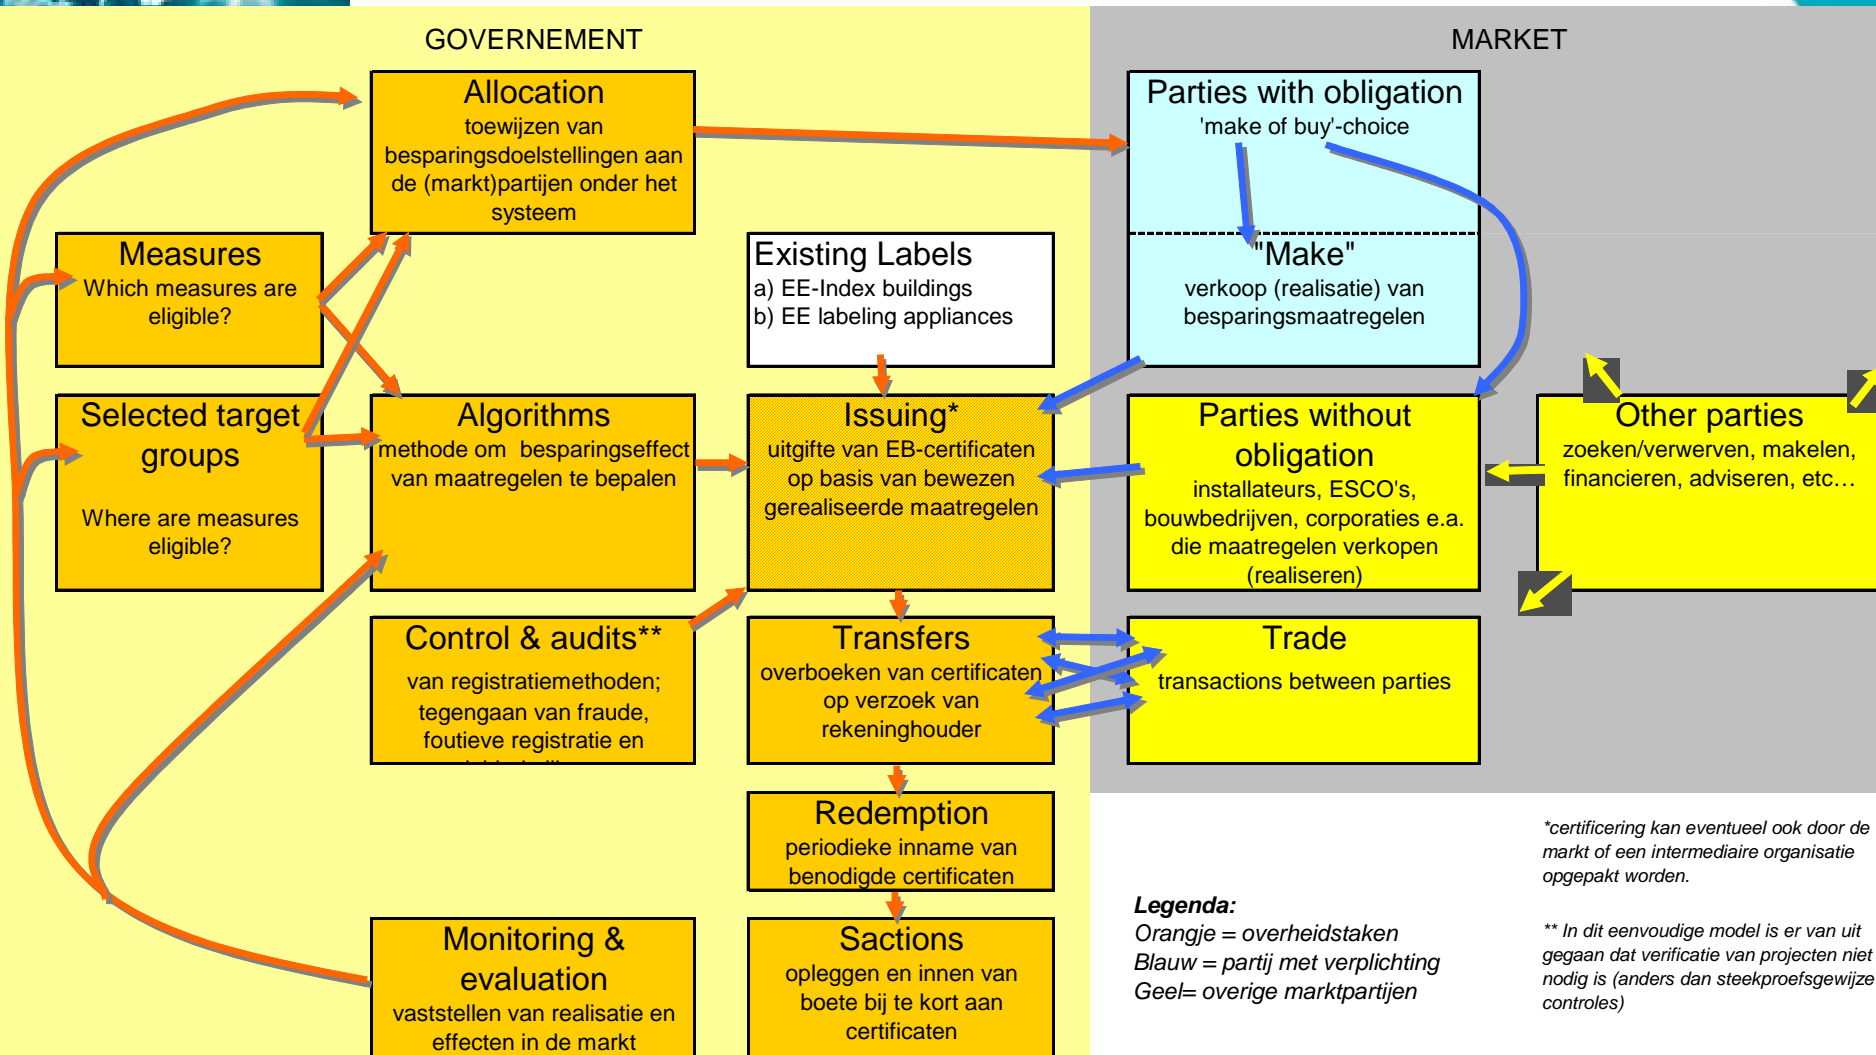 GOVERNEMENT
MARKET
Allocation
toewijzen van
besparingsdoelstellingen aan
de (markt)partijen onder het
systeem
Parties with obligation
'make of buy'-choice
Measures
Which measures are
eligible?
Existing Labels
a) EE-Index buildings
b) EE labeling appliances
"Make"
verkoop (realisatie) van
besparingsmaatregelen
Selected target
groups
Where are measures
eligible?
Algorithms
methode om besparingseffect
van maatregelen te bepalen
Issuing*
uitgifte van EB-certificaten
op basis van bewezen
gerealiseerde maatregelen
Parties without
obligation
installateurs, ESCO's,
bouwbedrijven, corporaties e.a.
die maatregelen verkopen
(realiseren)
Other parties
zoeken/verwerven, makelen,
financieren, adviseren, etc…
Control & audits**
van registratiemethoden;
tegengaan van fraude,
foutieve registratie en
Transfers
overboeken van certificaten
op verzoek van
rekeninghouder
Trade
transactions between parties
Redemption
periodieke inname van
benodigde certificaten
Monitoring &
evaluation
vaststellen van realisatie en
effecten in de markt
Sactions
opleggen en innen van
boete bij te kort aan
certificaten
Legenda:
Orangje = overheidstaken
Blauw = partij met verplichting
Geel= overige marktpartijen
*certificering kan eventueel ook door de
markt of een intermediaire organisatie
opgepakt worden.
** In dit eenvoudige model is er van uit
gegaan dat verificatie van projecten niet
nodig is (anders dan steekproefsgewijze
controles)